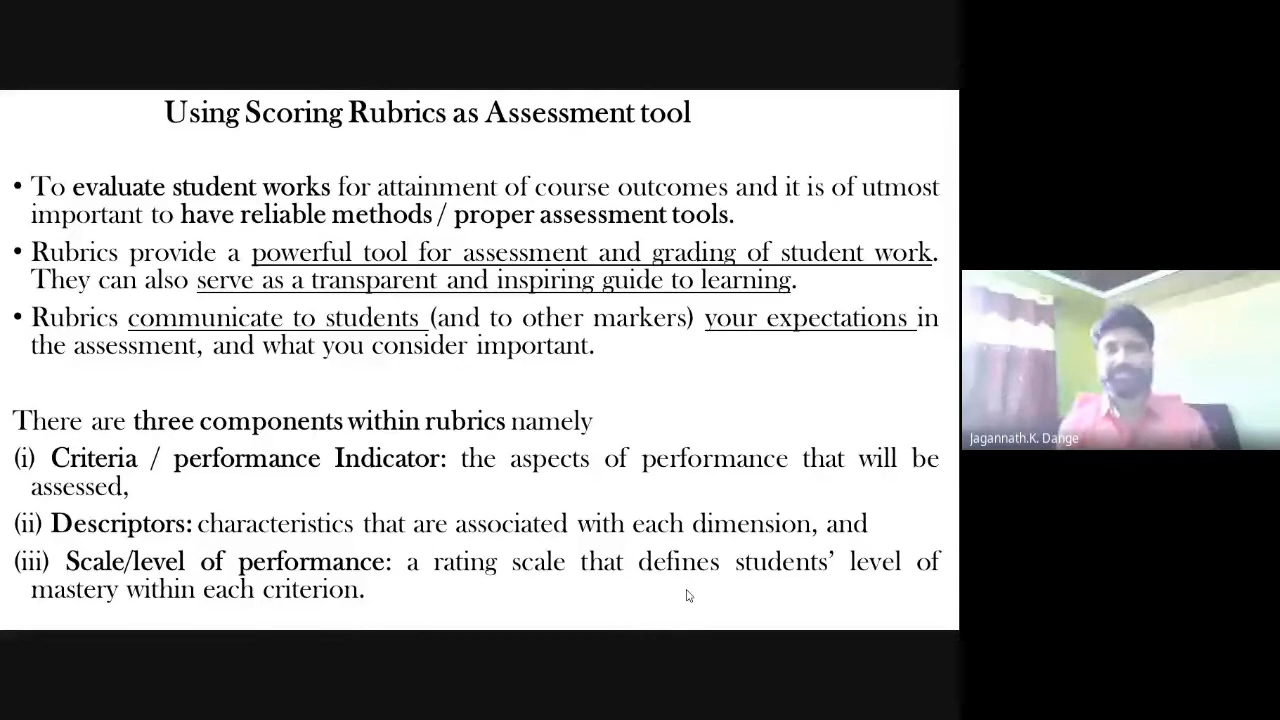 Using Scoring Rubrics as Assessment tool
• To evaluate student works for attainment of course outcomes and it is of utmost
important to have reliable methods / proper assessment tools.
• Rubrics provide a powerful tool for assessment and grading of student work.
They can also serve as a transparent and inspiring guide to learning.
• Rubrics communicate to students (and to other markers) your expectations in
the assessment, and what you consider important.
There are three components within rubrics namely
(i) Criteria / performance Indicator: the aspects of performance that will be
assessed,
(ii) Descriptors: characteristics that are associated with each dimension, and
(iii) Scale/level of performance: a rating scale that defines students’ level of
mastery within each criterion.
Jagannath.K. Dange